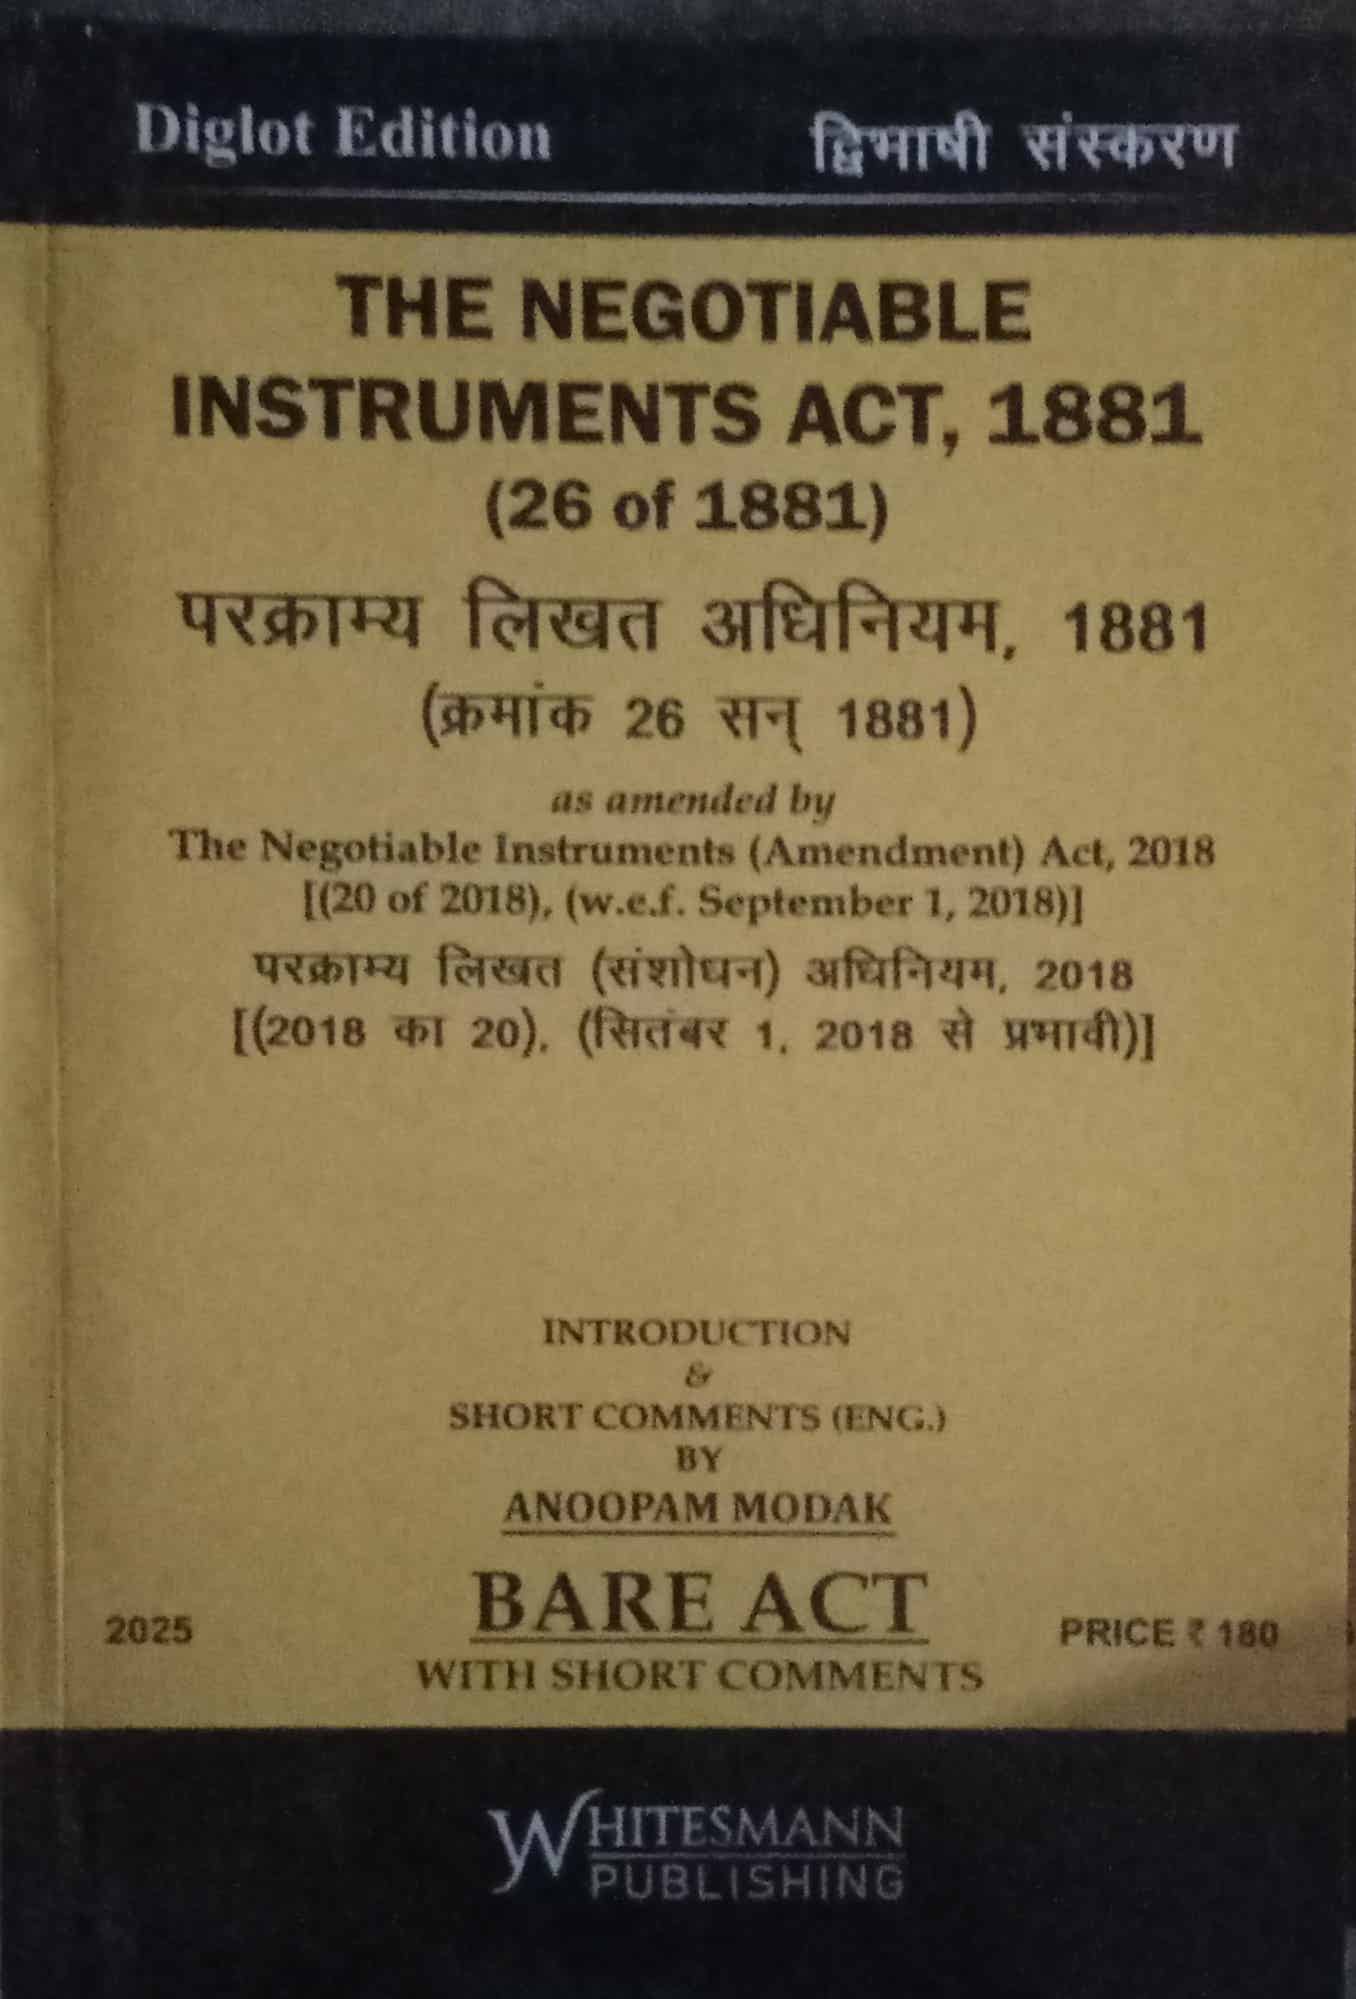 Diglot Edition द्विभाषी संस्करण
THE NEGOTIABLE
INSTRUMENTS ACT, 1881
(26 of 1881)
परक्राम्य लिखत अधिनियम, 1881
(क्रमांक 26 सन् 1881)
as amended by
The Negotiable Instruments (Amendment) Act, 2018
[(20 of 2018), (w.e.f. September 1, 2018)]
परक्राम्य लिखत (संशोधन) अधिनियम, 2018
[(2018 का 20), (सितंबर 1, 2018 से प्रभावी)]
INTRODUCTION
&
SHORT COMMENTS (ENG.)
BY
ANOOPAM MODAK
BARE ACT
2025 PRICE ₹ 180
WITH SHORT COMMENTS
WHITESMANN
PUBLISHING